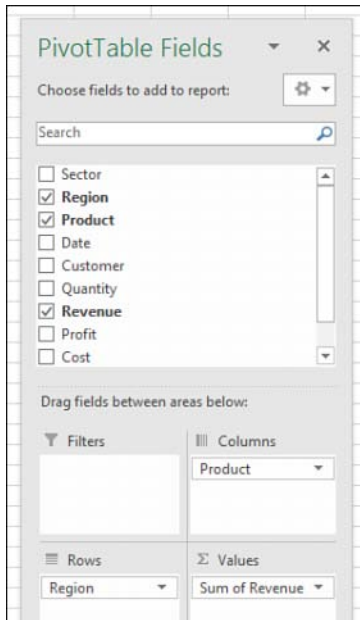 PivotTable Fields
Choose fields to add to report:
Search
Sector
Region
Product
Date
Customer
Quantity
Revenue
Profit
Cost
Drag fields between areas below:
Filters
Columns
Product
Rows
Σ Values
Region
Sum of Revenue